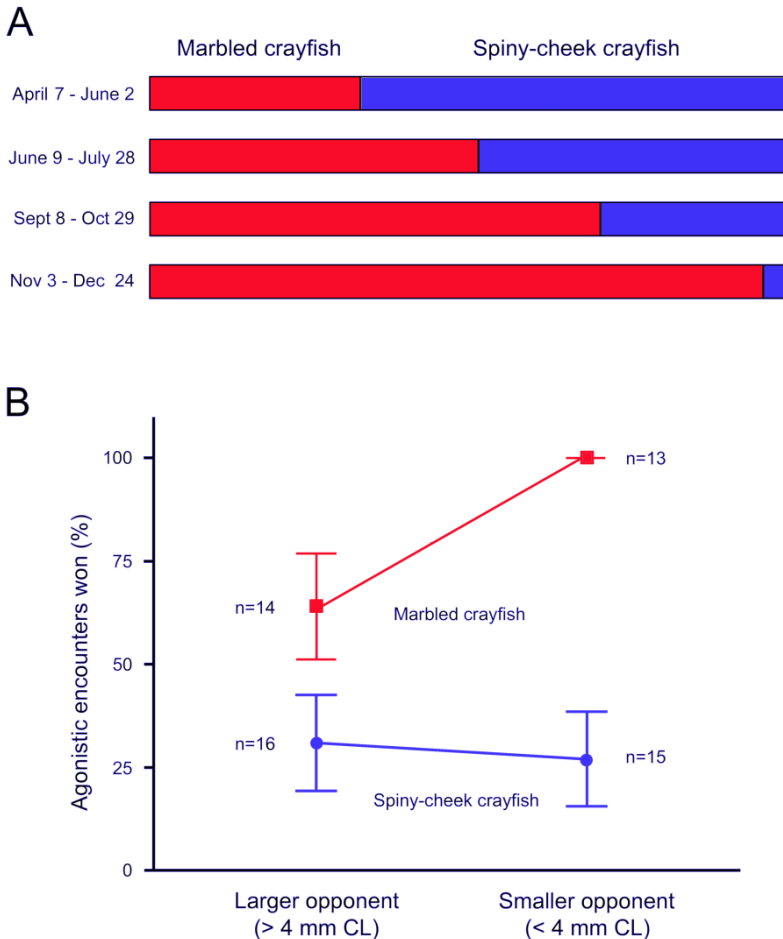 A
Marbled crayfish Spiny-cheek crayfish
April 7 - June 2
June 9 - July 28
Sept 8 - Oct 29
Nov 3 - Dec 24
B
Agonistic encounters won (%)
100
75
50
25
0
n=13
n=14
Marbled crayfish
n=16
n=15
Spiny-cheek crayfish
Larger opponent
(> 4 mm CL)
Smaller opponent
(< 4 mm CL)